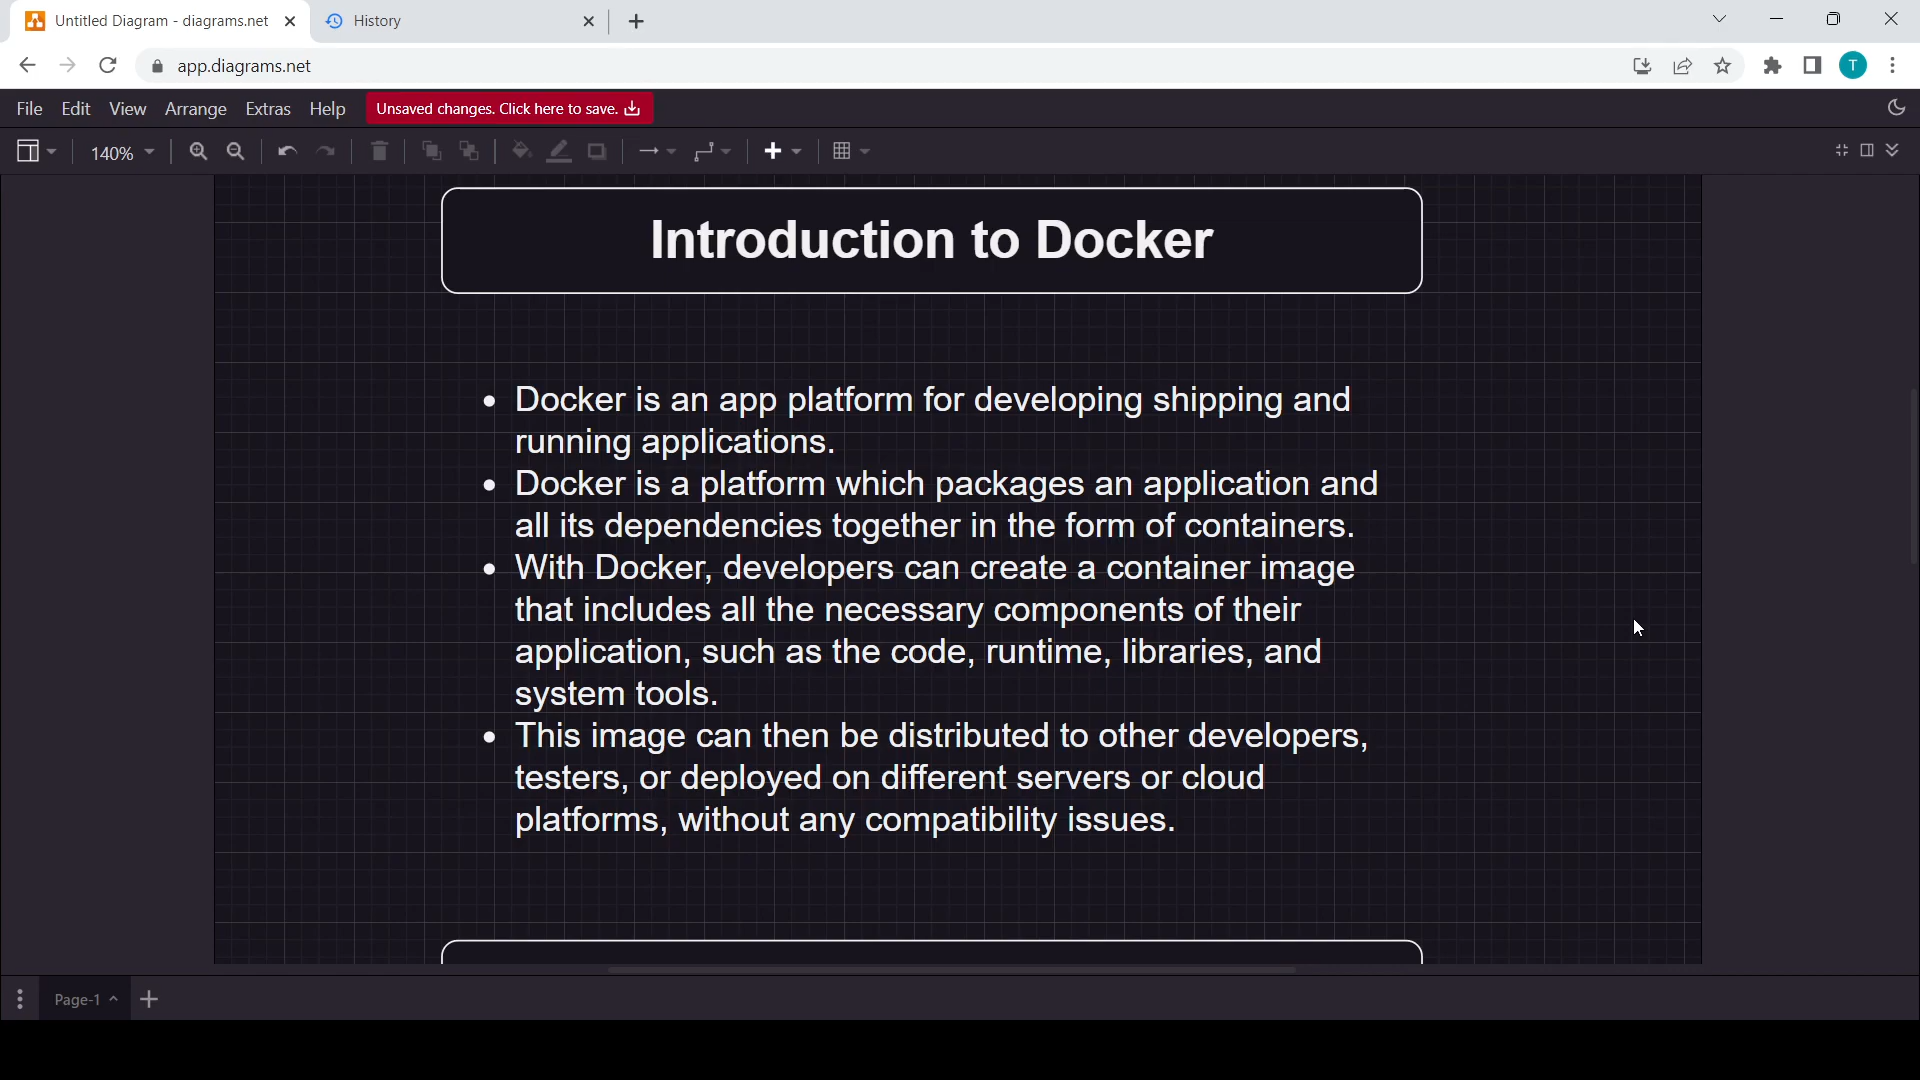 Untitled Diagram - diagrams.net
History
app.diagrams.net
T
File Edit View Arrange Extras Help Unsaved changes. Click here to save.
140%
Introduction to Docker
• Docker is an app platform for developing shipping and
running applications.
• Docker is a platform which packages an application and
all its dependencies together in the form of containers.
• With Docker, developers can create a container image
that includes all the necessary components of their
application, such as the code, runtime, libraries, and
system tools.
• This image can then be distributed to other developers,
testers, or deployed on different servers or cloud
platforms, without any compatibility issues.
Page-1